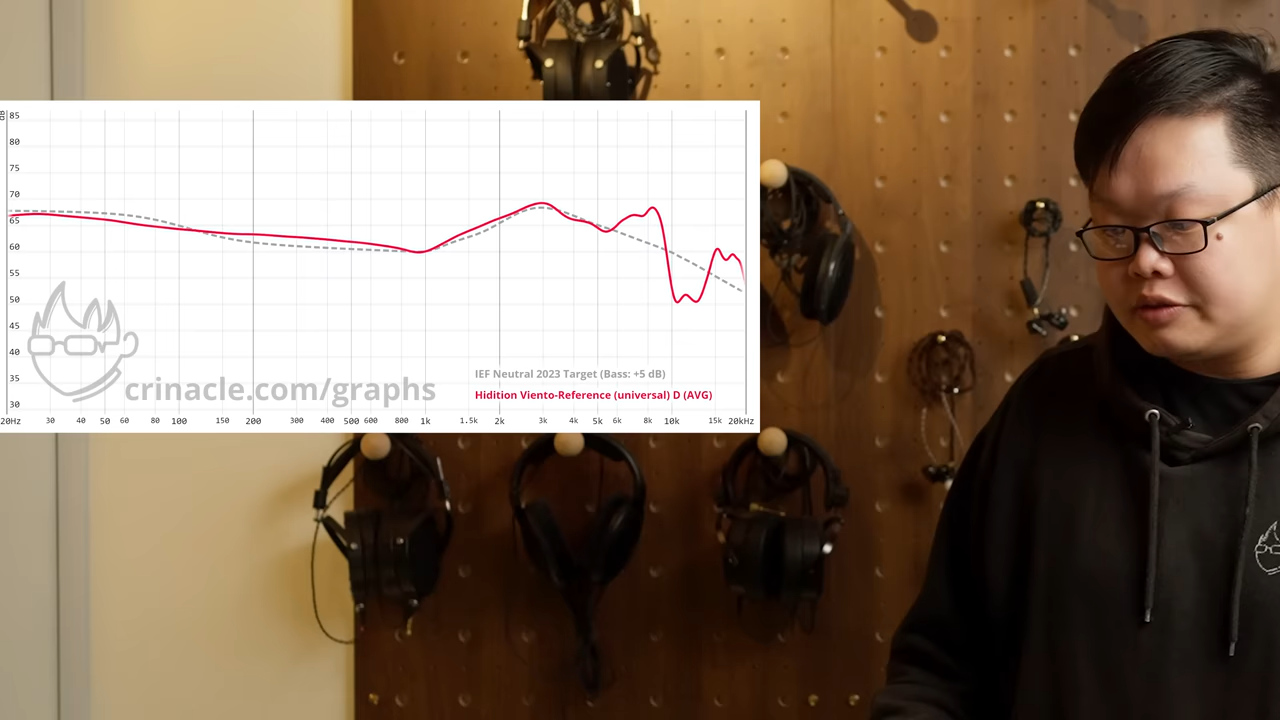 dB
85
80
75
70
65
60
55
50
45
40
35
30
crinacle.com/graphs
IEF Neutral 2023 Target (Bass: +5 dB)
Hidition Viento-Reference (universal) D (AVG)
20Hz 30 40 50 60 80 100 150 200 300 400 500 600 800 1k 1.5k 2k 3k 4k 5k 6k 8k 10k 15k 20kHz